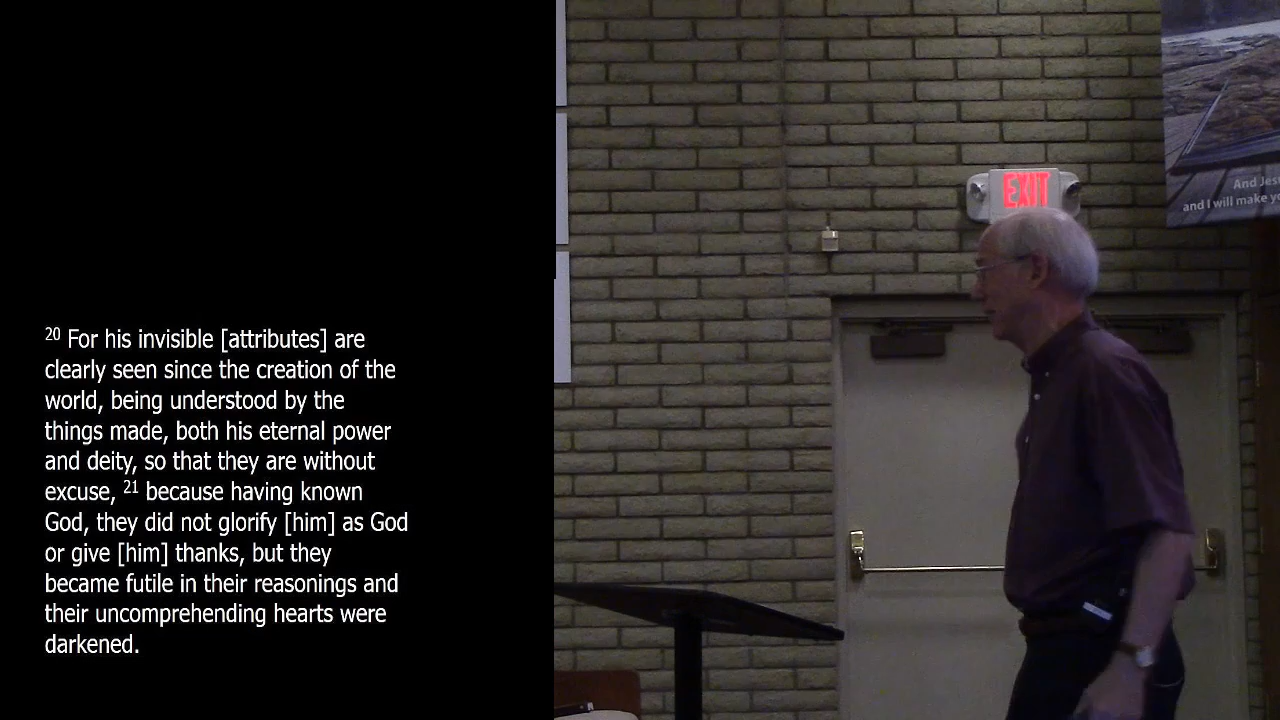 20 For his invisible [attributes] are
clearly seen since the creation of the
world, being understood by the
things made, both his eternal power
and deity, so that they are without
excuse, 21 because having known
God, they did not glorify [him] as God
or give [him] thanks, but they
became futile in their reasonings and
their uncomprehending hearts were
darkened.
EXIT
And
and I will make